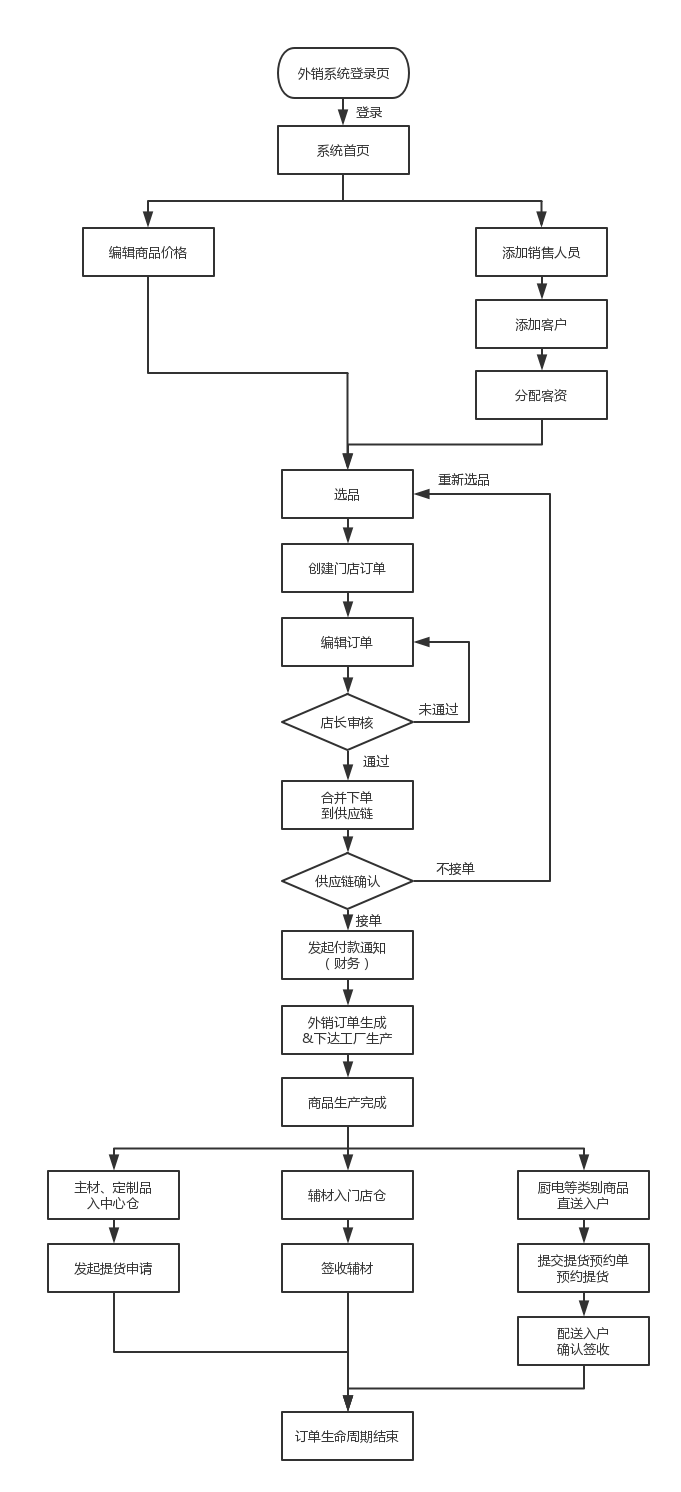 外销系统登录页
登录
系统首页
编辑商品价格
添加销售人员
添加客户
分配客资
重新选品
选品
创建门店订单
编辑订单
未通过
店长审核
通过
合并下单
到供应链
不接单
供应链确认
接单
发起付款通知
（财务）
外销订单生成
&下达工厂生产
商品生产完成
主材、定制品
入中心仓
辅材入门店仓
厨电等类别商品
直送入户
发起提货申请
签收辅材
提交提货预约单
预约提货
配送入户
确认签收
订单生命周期结束